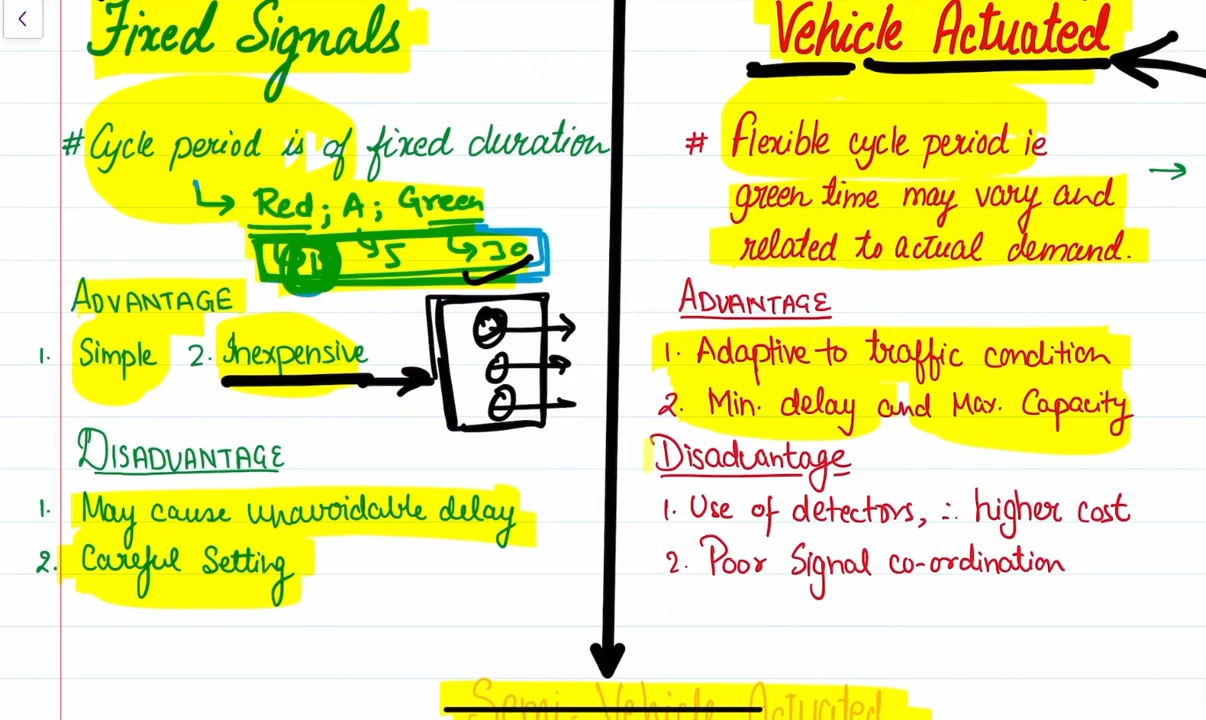 Fixed Signals
# Cycle period is of fixed duration
Red; A; Green
5 30
ADVANTAGE
1. Simple 2. Inexpensive
DISADVANTAGE
1. May cause unavoidable delay
2. Careful Setting
Vehicle Actuated
# Flexible cycle period ie
green time may vary and
related to actual demand.
ADVANTAGE
1. Adaptive to traffic condition
2. Min. delay and Max. Capacity
Disadvantage
1. Use of detectors, ∴ higher cost
2. Poor Signal co-ordination
Semi-Vehicle Actuated